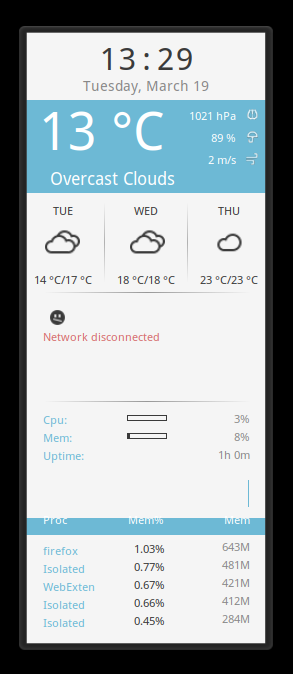 13:29
Tuesday, March 19
13 °C
1021 hPa
89 %
2 m/s
Overcast Clouds
TUE WED THU
14 °C/17 °C 18 °C/18 °C 23 °C/23 °C
Network disconnected
Cpu: 3%
Mem: 8%
Uptime: 1h 0m
Proc Mem% Mem
firefox 1.03% 643M
Isolated 0.77% 481M
WebExten 0.67% 421M
Isolated 0.66% 412M
Isolated 0.45% 284M